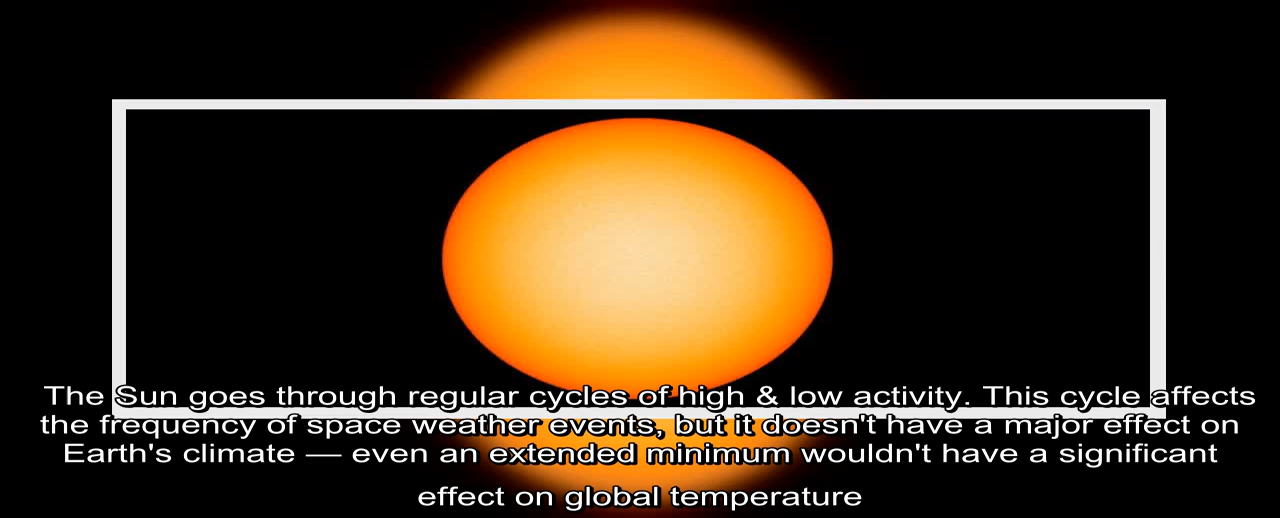 The Sun goes through regular cycles of high & low activity. This cycle affects
the frequency of space weather events, but it doesn't have a major effect on
Earth's climate — even an extended minimum wouldn't have a significant
effect on global temperature